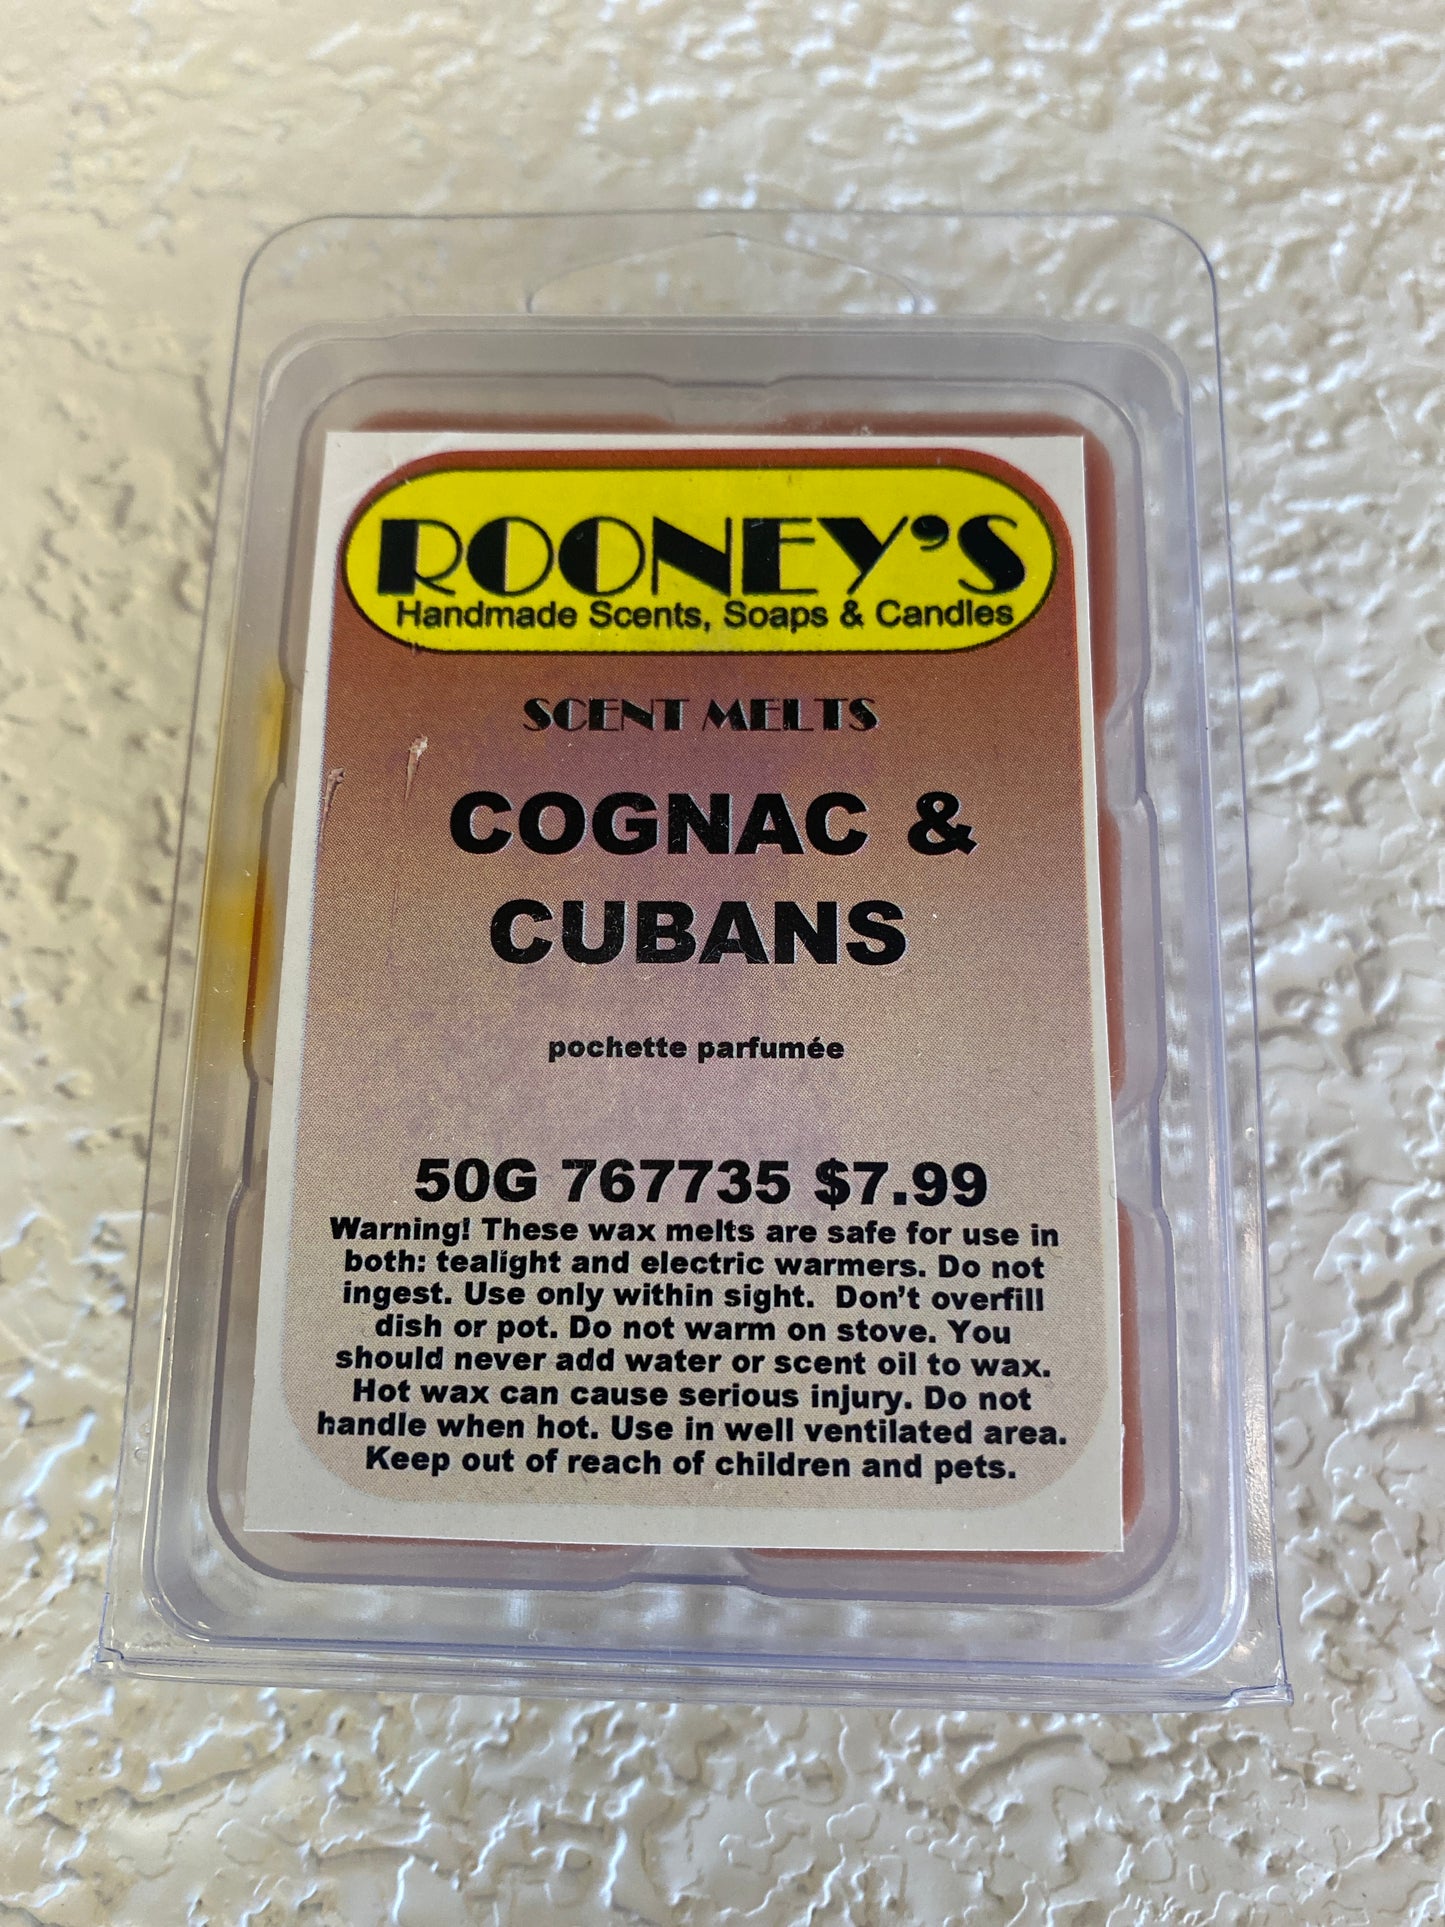 ROONEY'S
Handmade Scents, Soaps & Candles
SCENT MELTS
COGNAC &
CUBANS
pochette parfumée
50G 767735 $7.99
Warning! These wax melts are safe for use in
both: tealight and electric warmers. Do not
ingest. Use only within sight.  Don't overfill
dish or pot. Do not warm on stove. You
should never add water or scent oil to wax.
Hot wax can cause serious injury. Do not
handle when hot. Use in well ventilated area.
Keep out of reach of children and pets.